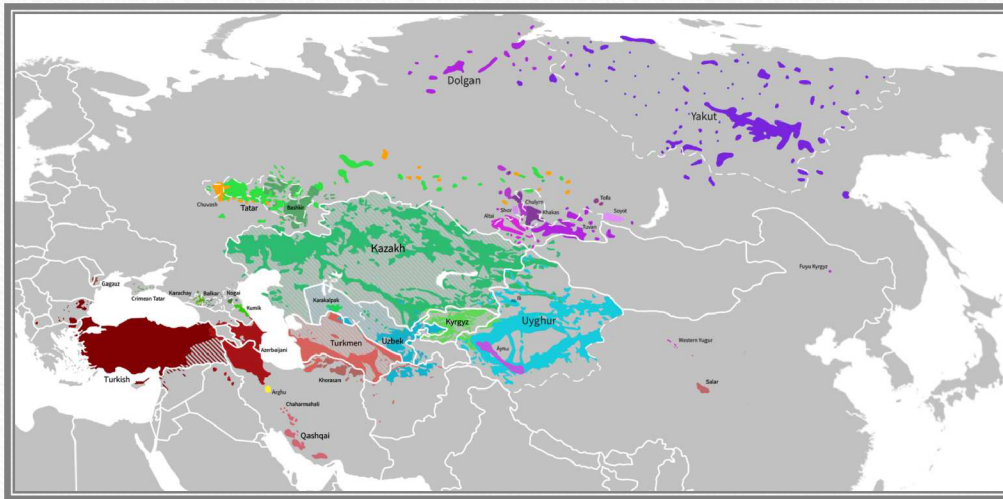 Dolgan
Yakut
Chuvash
Tatar
Bashkir
Shor
Chulym
Altai
Khakas
Tofa
Tuvan
Soyot
Kazakh
Fuyu Kyrgyz
Gagauz
Crimean Tatar
Karachay
Balkar
Nogai
Kumik
Karakalpak
Kyrgyz
Uyghur
Turkmen
Uzbek
Aynu
Western Yugur
Turkish
Azerbaijani
Khorasani
Salar
Arghu
Chaharmahali
Qashqai